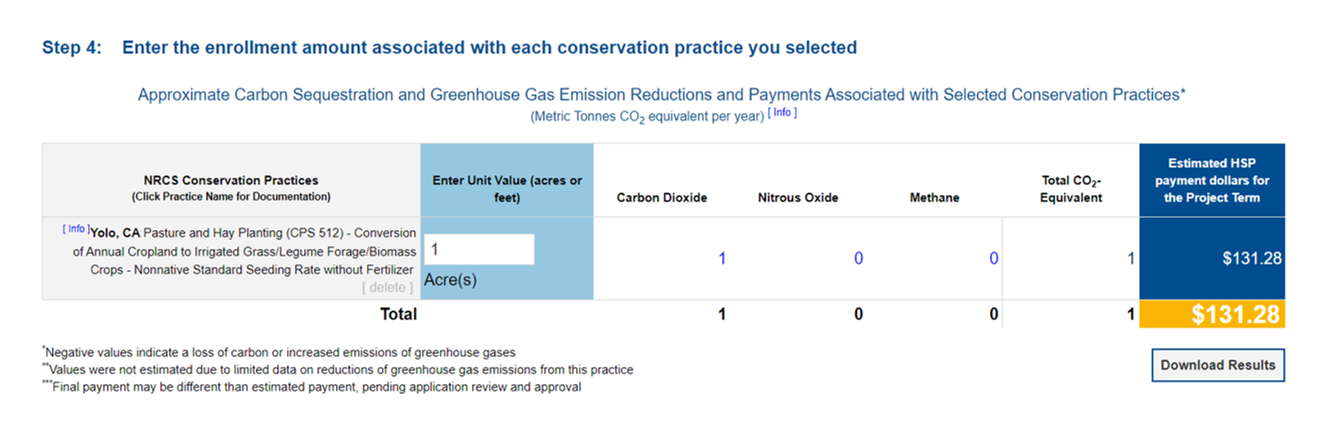 Step 4: Enter the enrollment amount associated with each conservation practice you selected
Approximate Carbon Sequestration and Greenhouse Gas Emission Reductions and Payments Associated with Selected Conservation Practices*
(Metric Tonnes CO₂ equivalent per year) [ Info ]
NRCS Conservation Practices
(Click Practice Name for Documentation)
Enter Unit Value (acres or
feet)
Carbon Dioxide
Nitrous Oxide
Methane
Total CO₂-
Equivalent
Estimated HSP
payment dollars for
the Project Term
[ Info ]Yolo, CA Pasture and Hay Planting (CPS 512) - Conversion
of Annual Cropland to Irrigated Grass/Legume Forage/Biomass
Crops - Nonnative Standard Seeding Rate without Fertilizer
[ delete ]
1
Acre(s)
1
0
0
1
$131.28
Total 1 0 0 1 $131.28
*Negative values indicate a loss of carbon or increased emissions of greenhouse gases
**Values were not estimated due to limited data on reductions of greenhouse gas emissions from this practice
***Final payment may be different than estimated payment, pending application review and approval
Download Results